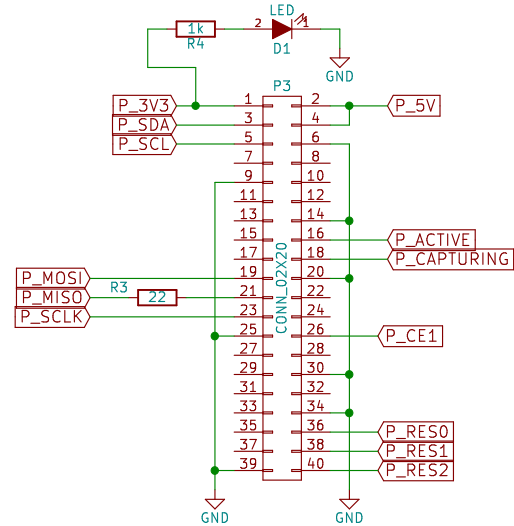 LED
1k
2
1
R4
D1
GND
P3
P_3V3
1
2
P_5V
P_SDA
3
4
P_SCL
5
6
7
8
9
10
11
12
13
14
15
16
P_ACTIVE
17
18
P_CAPTURING
P_MOSI
19
20
P_MISO
R3
22
21
22
P_SCLK
23
24
25
26
P_CE1
27
28
29
30
31
32
33
34
35
36
P_RES0
37
38
P_RES1
39
40
P_RES2
CONN_02X20
GND
GND